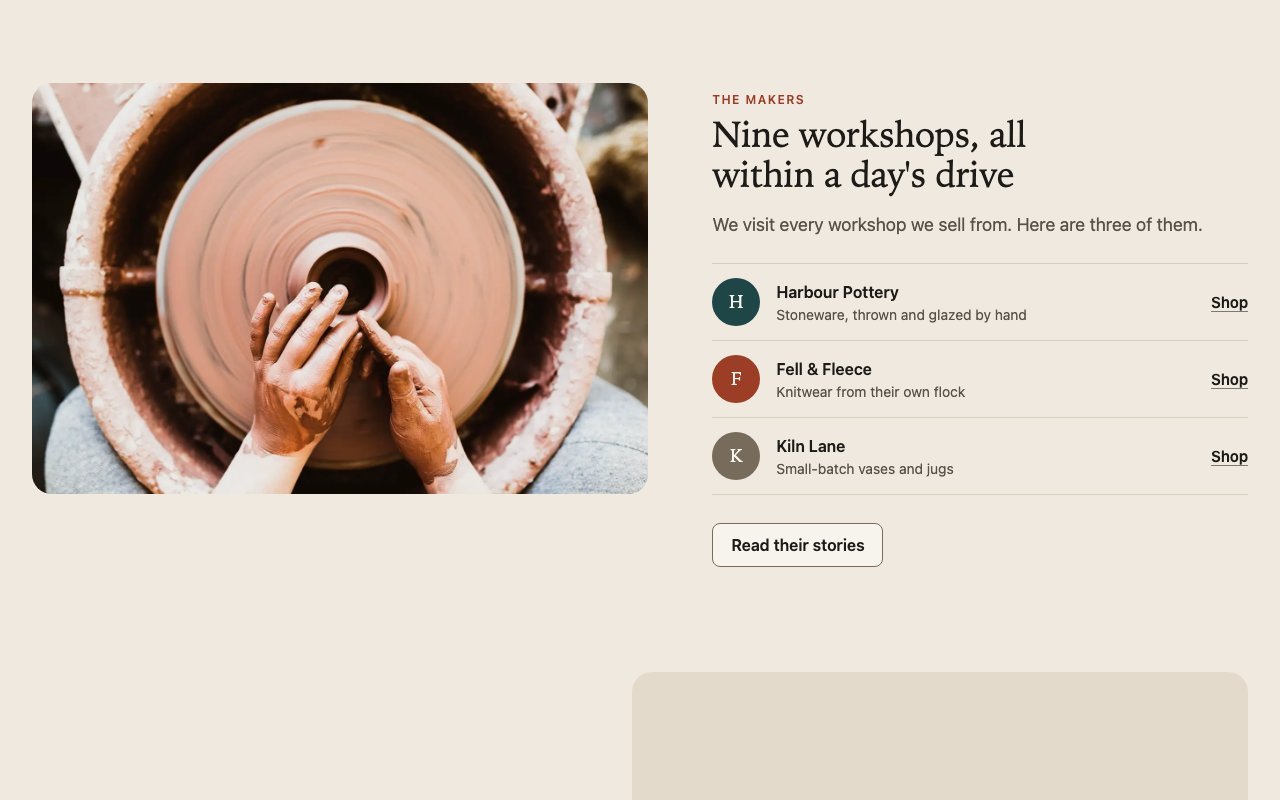 THE MAKERS
Nine workshops, all
within a day's drive
We visit every workshop we sell from. Here are three of them.
H
Harbour Pottery
Stoneware, thrown and glazed by hand
Shop
F
Fell & Fleece
Knitwear from their own flock
Shop
K
Kiln Lane
Small-batch vases and jugs
Shop
Read their stories